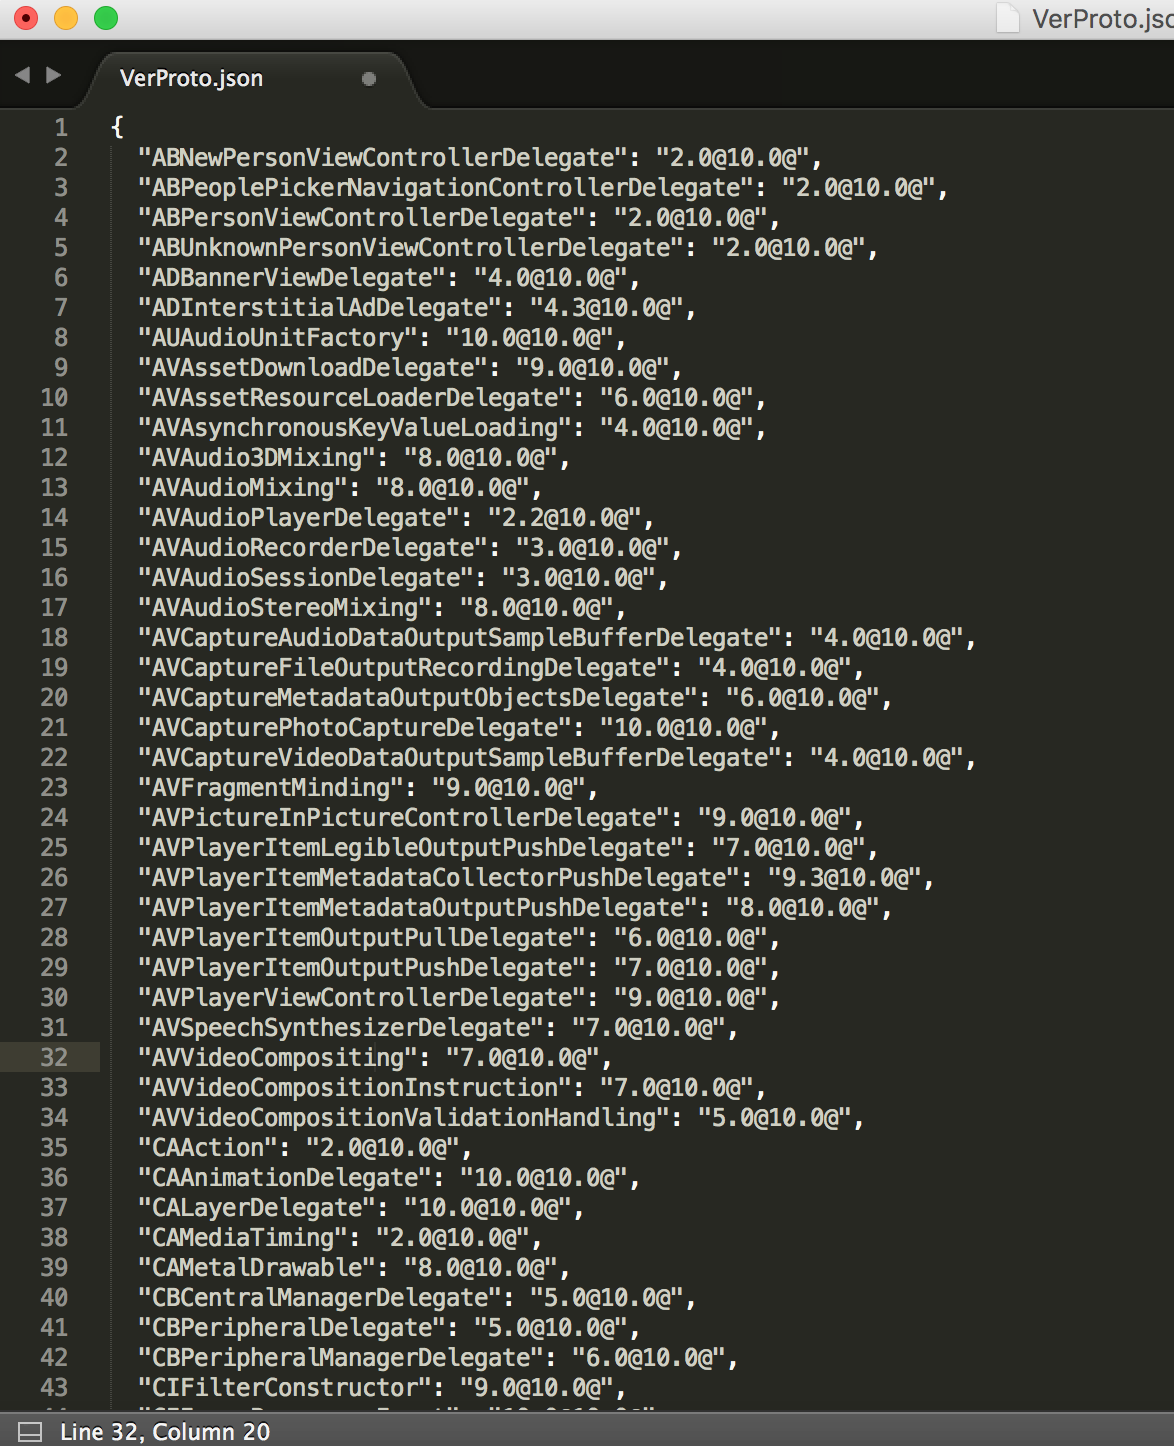 VerProto.jso
VerProto.json
1 {
2 "ABNewPersonViewControllerDelegate": "2.0@10.0@",
3 "ABPeoplePickerNavigationControllerDelegate": "2.0@10.0@",
4 "ABPersonViewControllerDelegate": "2.0@10.0@",
5 "ABUnknownPersonViewControllerDelegate": "2.0@10.0@",
6 "ADBannerViewDelegate": "4.0@10.0@",
7 "ADInterstitialAdDelegate": "4.3@10.0@",
8 "AUAudioUnitFactory": "10.0@10.0@",
9 "AVAssetDownloadDelegate": "9.0@10.0@",
10 "AVAssetResourceLoaderDelegate": "6.0@10.0@",
11 "AVAsynchronousKeyValueLoading": "4.0@10.0@",
12 "AVAudio3DMixing": "8.0@10.0@",
13 "AVAudioMixing": "8.0@10.0@",
14 "AVAudioPlayerDelegate": "2.2@10.0@",
15 "AVAudioRecorderDelegate": "3.0@10.0@",
16 "AVAudioSessionDelegate": "3.0@10.0@",
17 "AVAudioStereoMixing": "8.0@10.0@",
18 "AVCaptureAudioDataOutputSampleBufferDelegate": "4.0@10.0@",
19 "AVCaptureFileOutputRecordingDelegate": "4.0@10.0@",
20 "AVCaptureMetadataOutputObjectsDelegate": "6.0@10.0@",
21 "AVCapturePhotoCaptureDelegate": "10.0@10.0@",
22 "AVCaptureVideoDataOutputSampleBufferDelegate": "4.0@10.0@",
23 "AVFragmentMinding": "9.0@10.0@",
24 "AVPictureInPictureControllerDelegate": "9.0@10.0@",
25 "AVPlayerItemLegibleOutputPushDelegate": "7.0@10.0@",
26 "AVPlayerItemMetadataCollectorPushDelegate": "9.3@10.0@",
27 "AVPlayerItemMetadataOutputPushDelegate": "8.0@10.0@",
28 "AVPlayerItemOutputPullDelegate": "6.0@10.0@",
29 "AVPlayerItemOutputPushDelegate": "7.0@10.0@",
30 "AVPlayerViewControllerDelegate": "9.0@10.0@",
31 "AVSpeechSynthesizerDelegate": "7.0@10.0@",
32 "AVVideoCompositing": "7.0@10.0@",
33 "AVVideoCompositionInstruction": "7.0@10.0@",
34 "AVVideoCompositionValidationHandling": "5.0@10.0@",
35 "CAAction": "2.0@10.0@",
36 "CAAnimationDelegate": "10.0@10.0@",
37 "CALayerDelegate": "10.0@10.0@",
38 "CAMediaTiming": "2.0@10.0@",
39 "CAMetalDrawable": "8.0@10.0@",
40 "CBCentralManagerDelegate": "5.0@10.0@",
41 "CBPeripheralDelegate": "5.0@10.0@",
42 "CBPeripheralManagerDelegate": "6.0@10.0@",
43 "CIFilterConstructor": "9.0@10.0@",
Line 32, Column 20